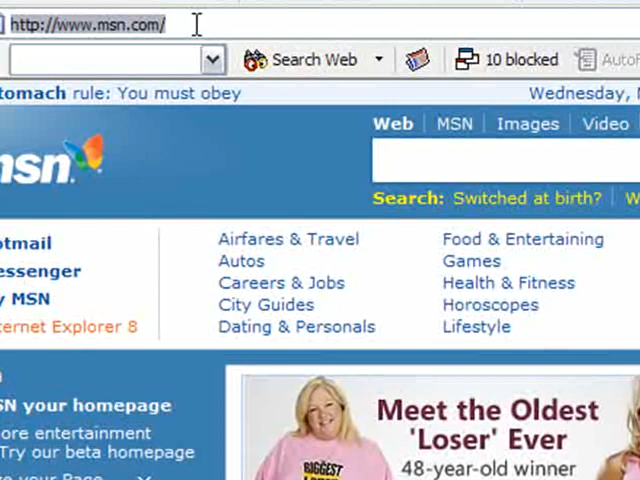 http://www.msn.com/
Search Web 10 blocked AutoF
tomach rule: You must obey Wednesday,
Web MSN Images Video
msn
Search: Switched at birth? W
otmail
essenger
y MSN
ternet Explorer 8
Airfares & Travel
Autos
Careers & Jobs
City Guides
Dating & Personals
Food & Entertaining
Games
Health & Fitness
Horoscopes
Lifestyle
SN your homepage
ore entertainment
Try our beta homepage
Meet the Oldest
'Loser' Ever
48-year-old winner
BIGGEST